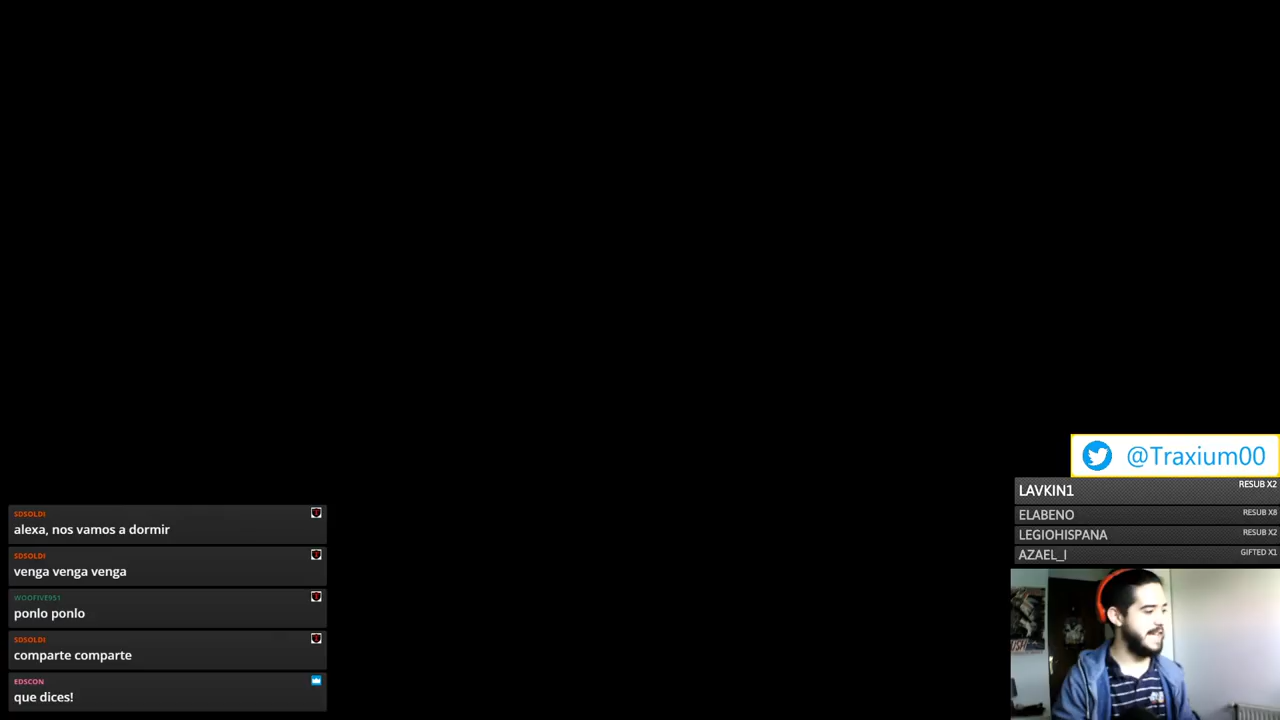 @Traxium00
LAVKIN1 RESUB X2
ELABENO RESUB X8
LEGIOHISPANA RESUB X2
AZAEL_I GIFTED X1
SDSOLDI
alexa, nos vamos a dormir
SDSOLDI
venga venga venga
WOOFIVE951
ponlo ponlo
SDSOLDI
comparte comparte
EDSCON
que dices!